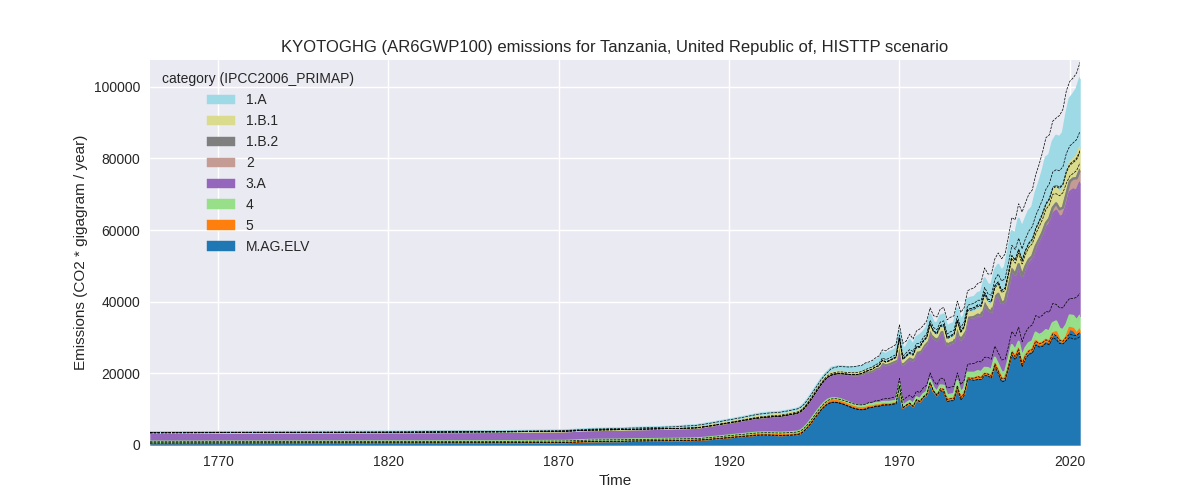 KYOTOGHG (AR6GWP100) emissions for Tanzania, United Republic of, HISTTP scenario
category (IPCC2006_PRIMAP)
1.A
1.B.1
1.B.2
2
3.A
4
5
M.AG.ELV
Emissions (CO2 * gigagram / year)
100000
80000
60000
40000
20000
0
1770
1820
1870
1920
1970
2020
Time